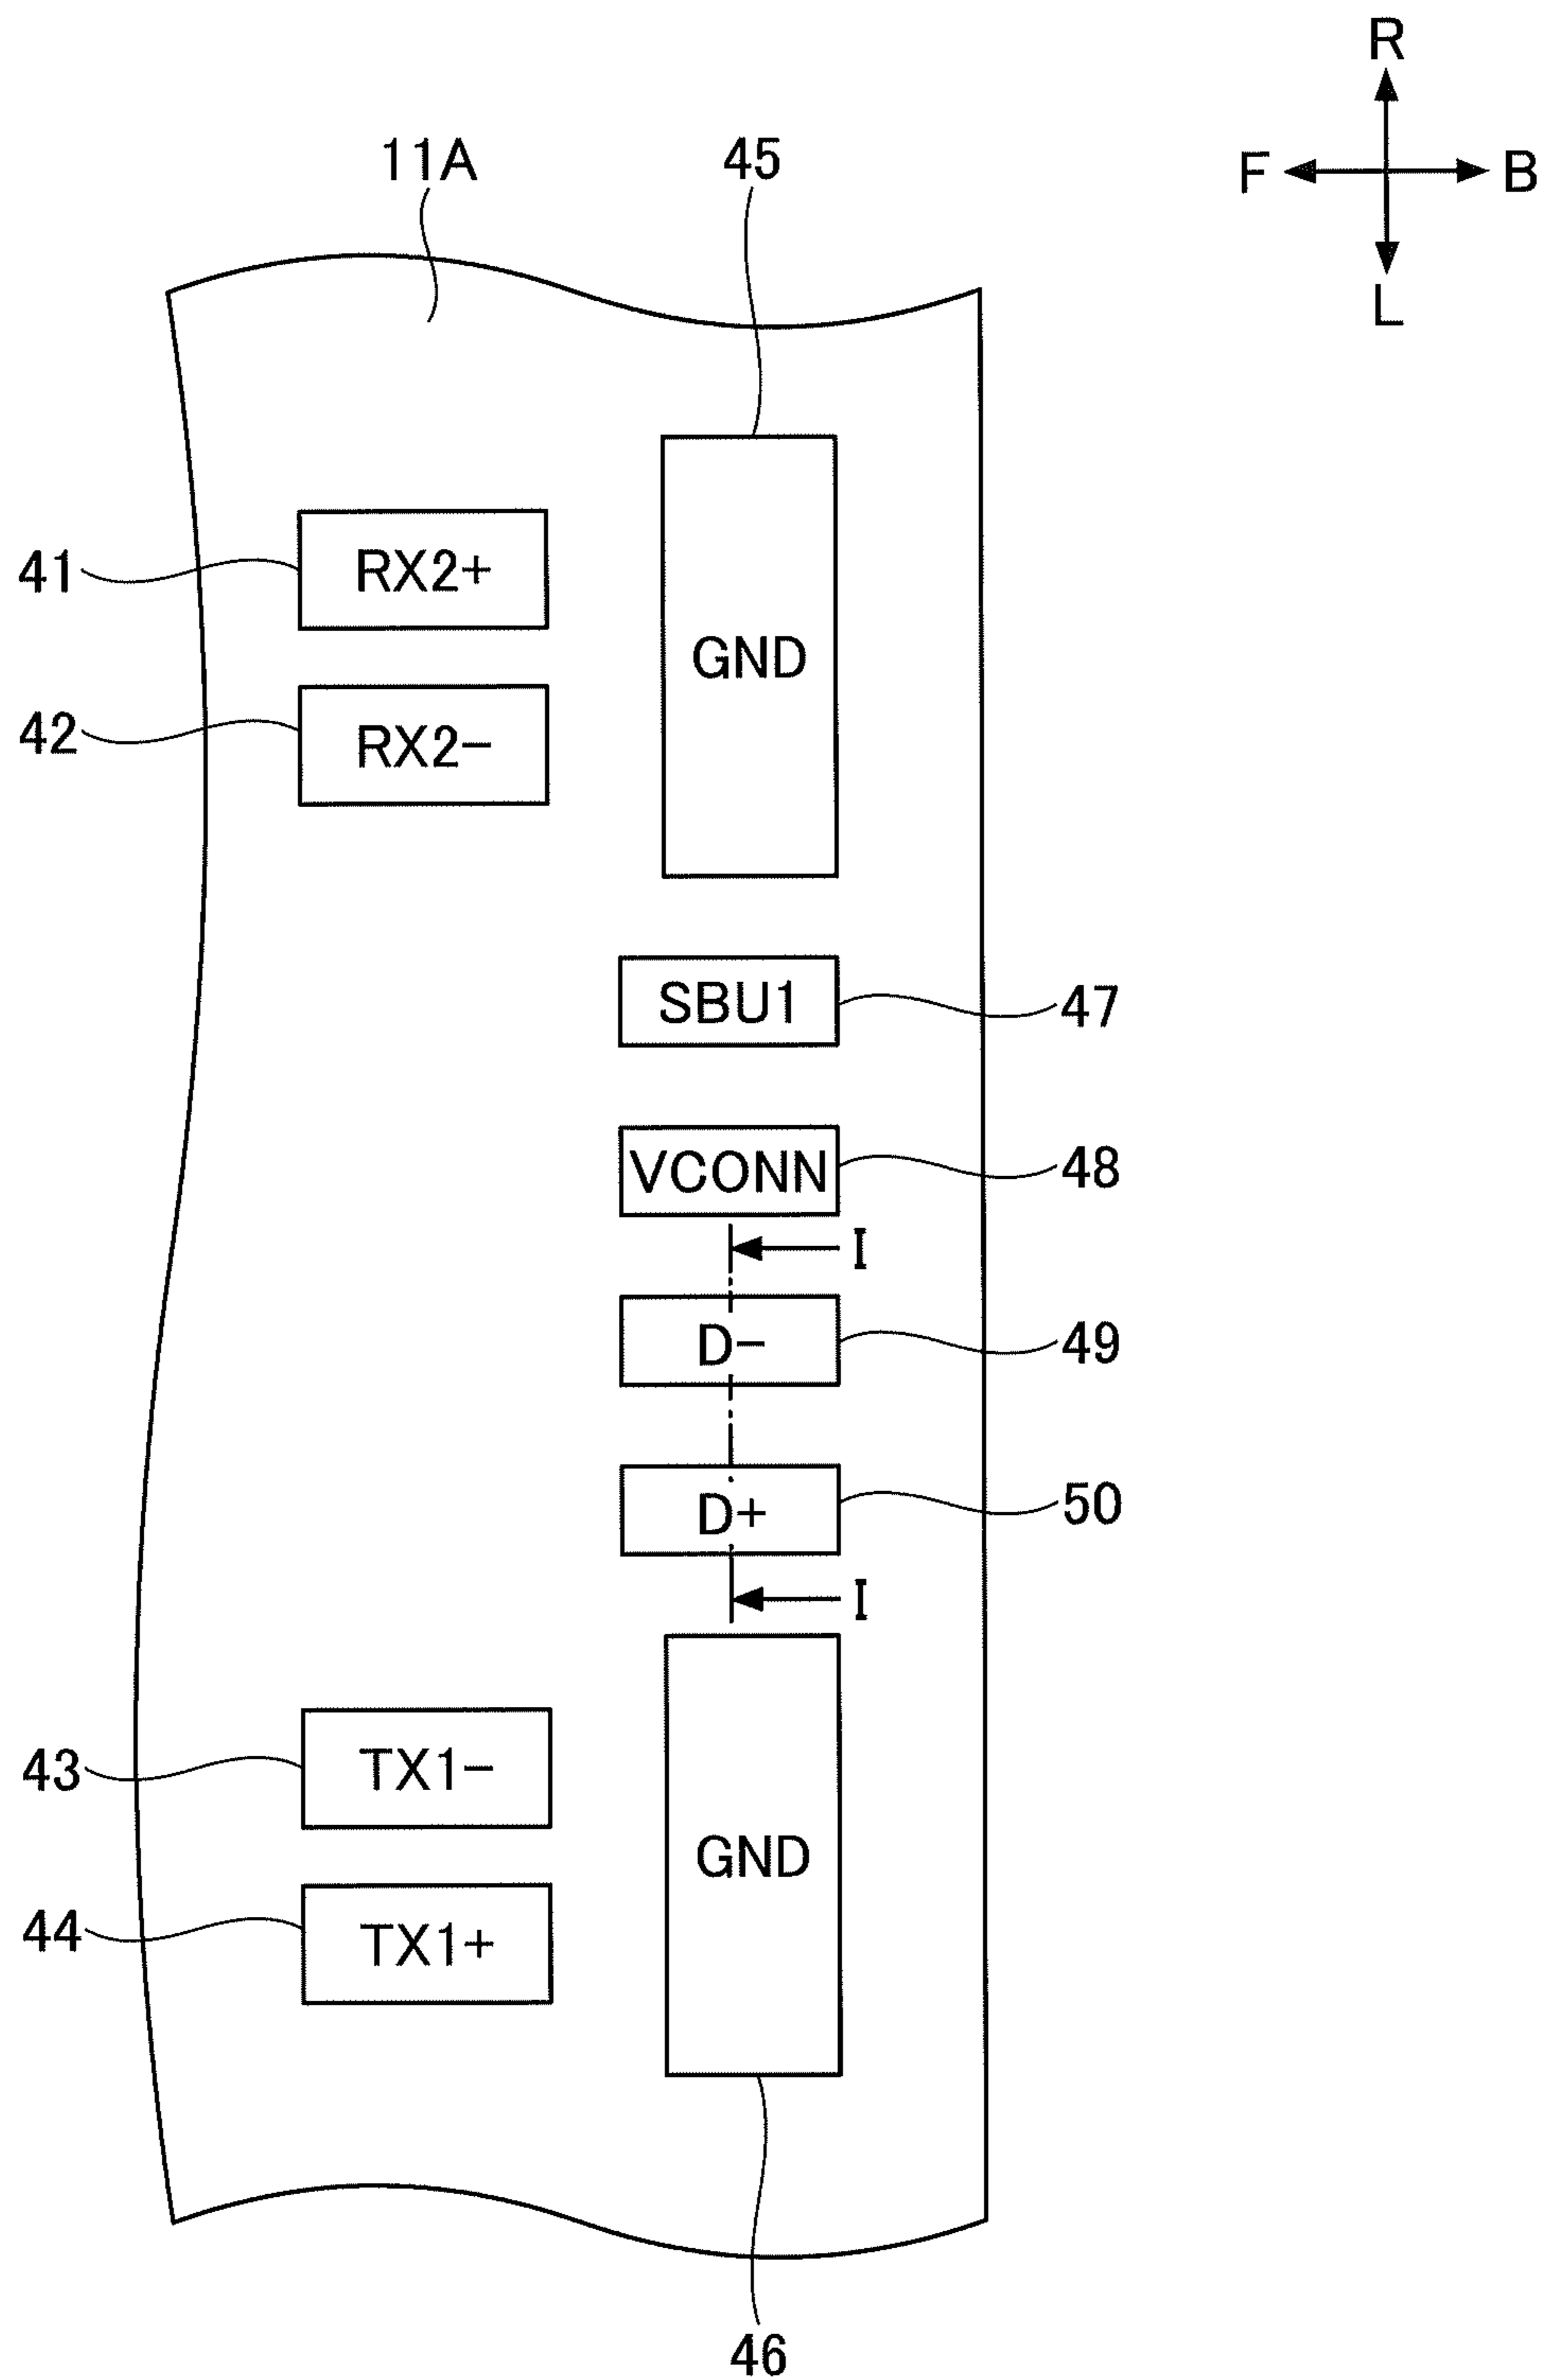 R
F B
L
11A
45
41 RX2+
GND
42 RX2-
SBU1 47
VCONN 48
I
D- 49
D+ 50
I
43 TX1-
GND
44 TX1+
46